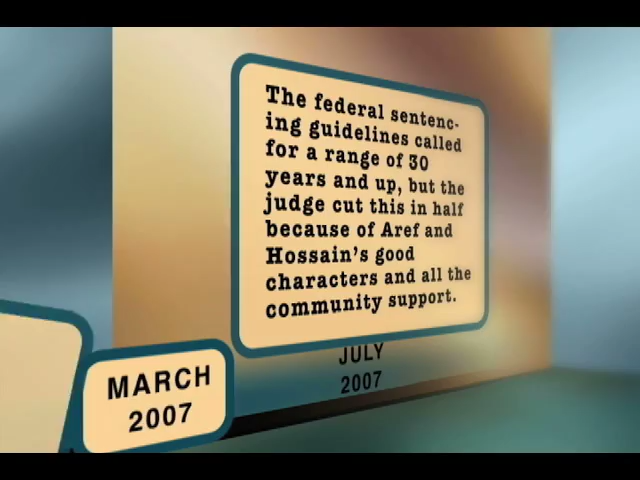 The federal sentenc-
ing guidelines called
for a range of 30
years and up, but the
judge cut this in half
because of Aref and
Hossain's good
characters and all the
community support.
JULY
2007
MARCH
2007